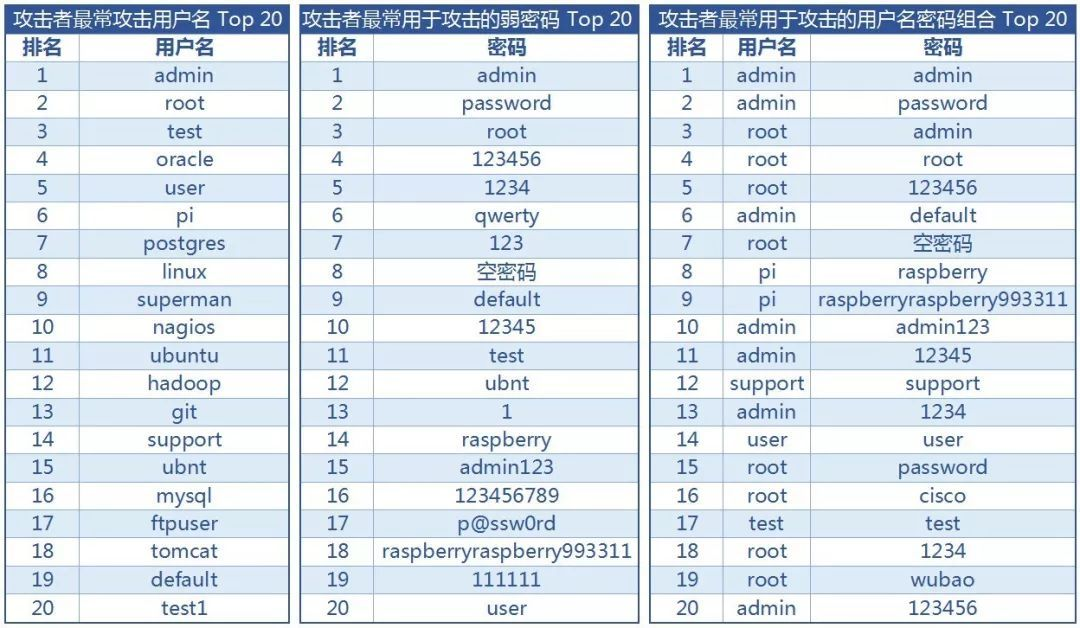 攻击者最常攻击用户名 Top 20
排名 用户名
1 admin
2 root
3 test
4 oracle
5 user
6 pi
7 postgres
8 linux
9 superman
10 nagios
11 ubuntu
12 hadoop
13 git
14 support
15 ubnt
16 mysql
17 ftpuser
18 tomcat
19 default
20 test1
攻击者最常用于攻击的弱密码 Top 20
排名 密码
1 admin
2 password
3 root
4 123456
5 1234
6 qwerty
7 123
8 空密码
9 default
10 12345
11 test
12 ubnt
13 1
14 raspberry
15 admin123
16 123456789
17 p@ssw0rd
18 raspberryraspberry993311
19 111111
20 user
攻击者最常用于攻击的用户名密码组合 Top 20
排名 用户名 密码
1 admin admin
2 admin password
3 root admin
4 root root
5 root 123456
6 admin default
7 root 空密码
8 pi raspberry
9 pi raspberryraspberry993311
10 admin admin123
11 admin 12345
12 support support
13 admin 1234
14 user user
15 root password
16 root cisco
17 test test
18 root 1234
19 root wubao
20 admin 123456